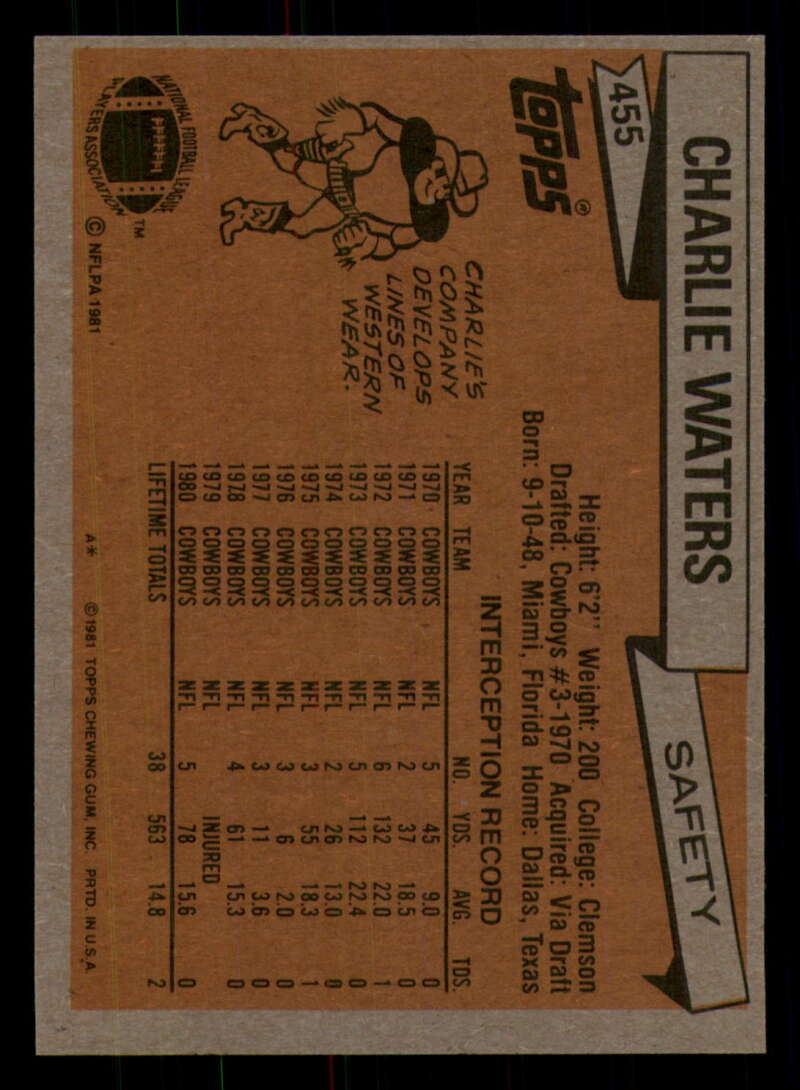 CHARLIE WATERS
SAFETY
455
topps®
Height: 6'2" Weight: 200 College: Clemson
Drafted: Cowboys #3-1970 Acquired: Via Draft
Born: 9-10-48, Miami, Florida Home: Dallas, Texas
CHARLIE'S
COMPANY
DEVELOPS
LINES OF
WESTERN
WEAR.
INTERCEPTION RECORD
YEAR TEAM NO. YDS. AVG. TDS.
1970 COWBOYS NFL 5 45 9.0 0
1971 COWBOYS NFL 2 37 18.5 0
1972 COWBOYS NFL 6 132 22.0 1
1973 COWBOYS NFL 5 112 22.4 0
1974 COWBOYS NFL 2 26 13.0 0
1975 COWBOYS NFL 3 55 18.3 1
1976 COWBOYS NFL 3 6 2.0 0
1977 COWBOYS NFL 3 11 3.6 0
1978 COWBOYS NFL 4 61 15.3 0
1979 COWBOYS NFL INJURED
1980 COWBOYS NFL 5 78 15.6 0
LIFETIME TOTALS 38 563 14.8 2
NATIONAL FOOTBALL LEAGUE
PLAYERS ASSOCIATION
TM
© NFLPA 1981
A* ©1981 TOPPS CHEWING GUM, INC. PRTD. IN U.S.A.